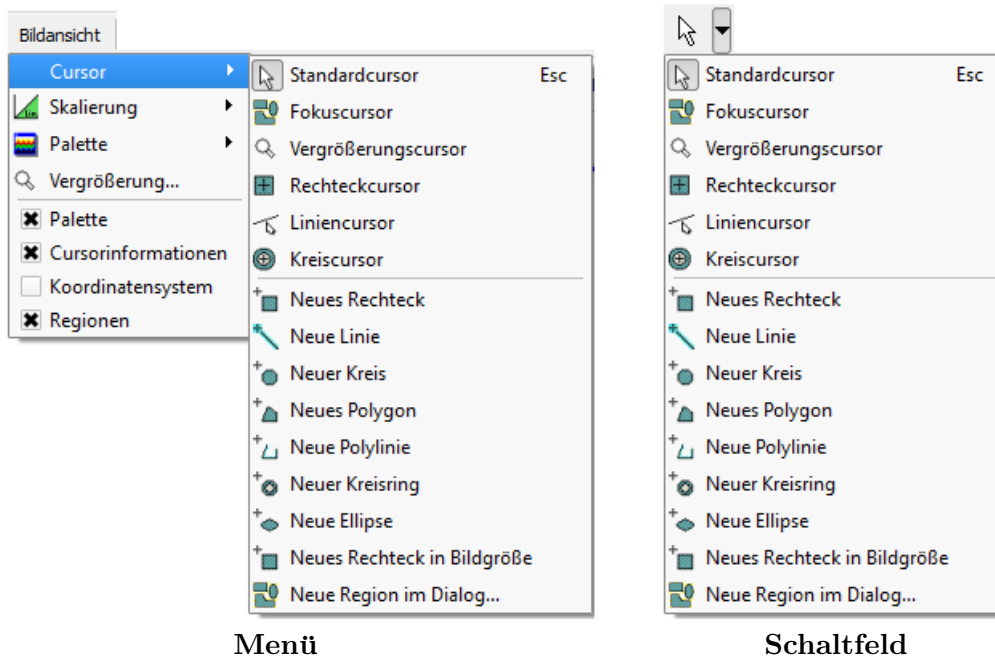 Bildansicht
Cursor
Skalierung
Palette
Vergrößerung...
Palette
Cursorinformationen
Koordinatensystem
Regionen
Standardcursor Esc
Fokuscursor
Vergrößerungscursor
Rechteckcursor
Liniencursor
Kreiscursor
Neues Rechteck
Neue Linie
Neuer Kreis
Neues Polygon
Neue Polylinie
Neuer Kreisring
Neue Ellipse
Neues Rechteck in Bildgröße
Neue Region im Dialog...
Menü
Standardcursor Esc
Fokuscursor
Vergrößerungscursor
Rechteckcursor
Liniencursor
Kreiscursor
Neues Rechteck
Neue Linie
Neuer Kreis
Neues Polygon
Neue Polylinie
Neuer Kreisring
Neue Ellipse
Neues Rechteck in Bildgröße
Neue Region im Dialog...
Schaltfeld